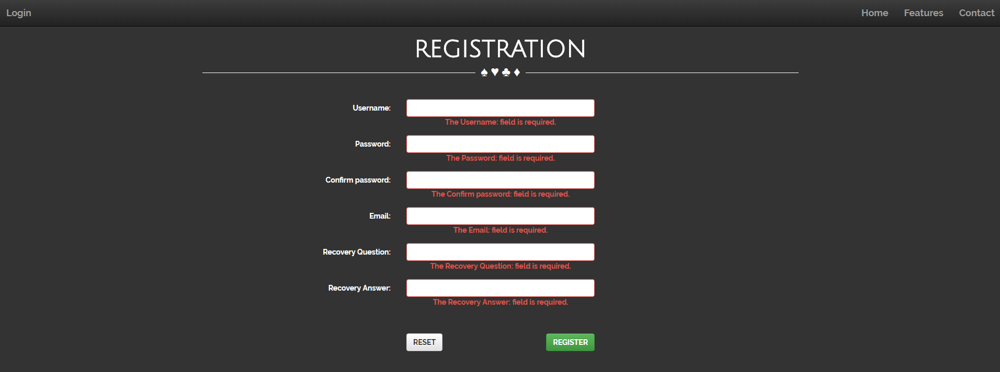 Login Home Features Contact
REGISTRATION
♠ ♥ ♣ ♦
Username:
The Username: field is required.
Password:
The Password: field is required.
Confirm password:
The Confirm password: field is required.
Email:
The Email: field is required.
Recovery Question:
The Recovery Question: field is required.
Recovery Answer:
The Recovery Answer: field is required.
RESET REGISTER